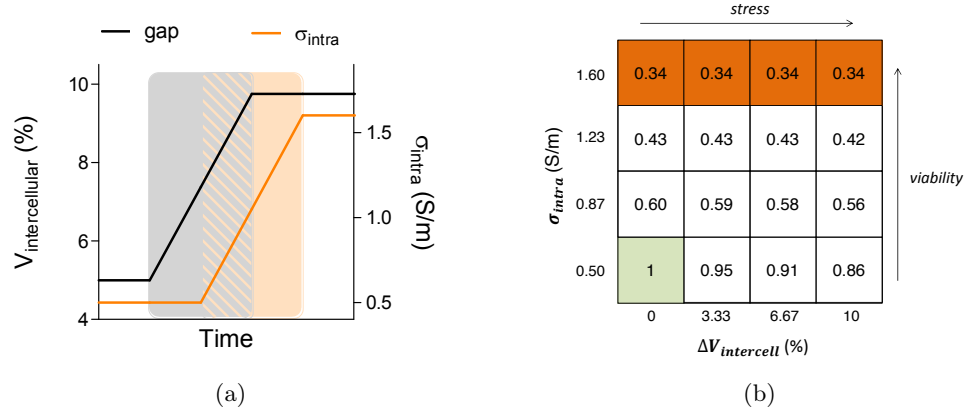 gap
σintra
10
8
6
4
Vintercellular (%)
1.5
1.0
0.5
σintra (S/m)
Time
(a)
stress
1.60 0.34 0.34 0.34 0.34
1.23 0.43 0.43 0.43 0.42
0.87 0.60 0.59 0.58 0.56
0.50 1 0.95 0.91 0.86
0 3.33 6.67 10
σintra (S/m)
viability
ΔVintercell (%)
(b)